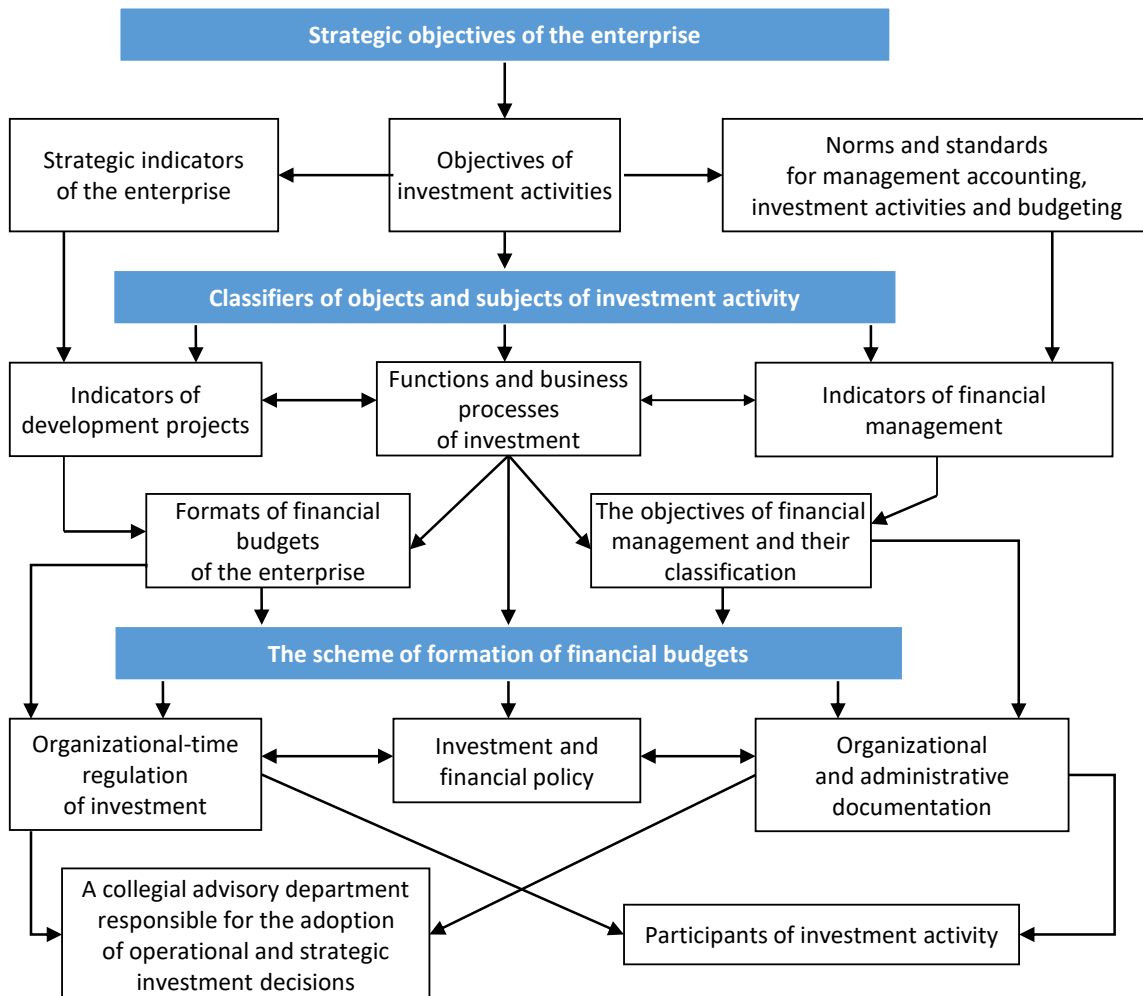 Strategic objectives of the enterprise
Strategic indicators
of the enterprise
Objectives of
investment activities
Norms and standards
for management accounting,
investment activities and budgeting
Classifiers of objects and subjects of investment activity
Indicators of
development projects
Functions and business
processes
of investment
Indicators of financial
management
Formats of financial
budgets
of the enterprise
The objectives of financial
management and their
classification
The scheme of formation of financial budgets
Organizational-time
regulation
of investment
Investment and
financial policy
Organizational
and administrative
documentation
A collegial advisory department
responsible for the adoption
of operational and strategic
investment decisions
Participants of investment activity